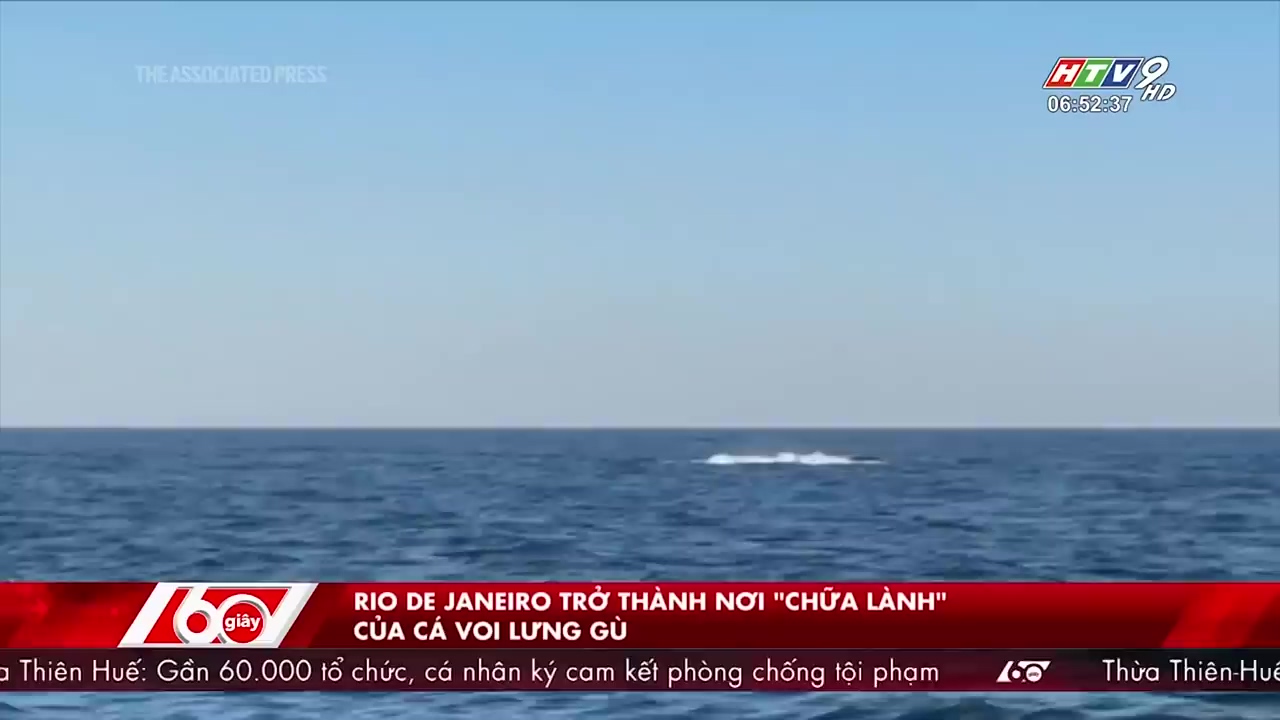 THE ASSOCIATED PRESS
HTV9 HD
06:52:37
60 giây
RIO DE JANEIRO TRỞ THÀNH NƠI "CHỮA LÀNH"
CỦA CÁ VOI LƯNG GÙ
a Thiên Huế: Gần 60.000 tổ chức, cá nhân ký cam kết phòng chống tội phạm 60 giây Thừa Thiên-Huế